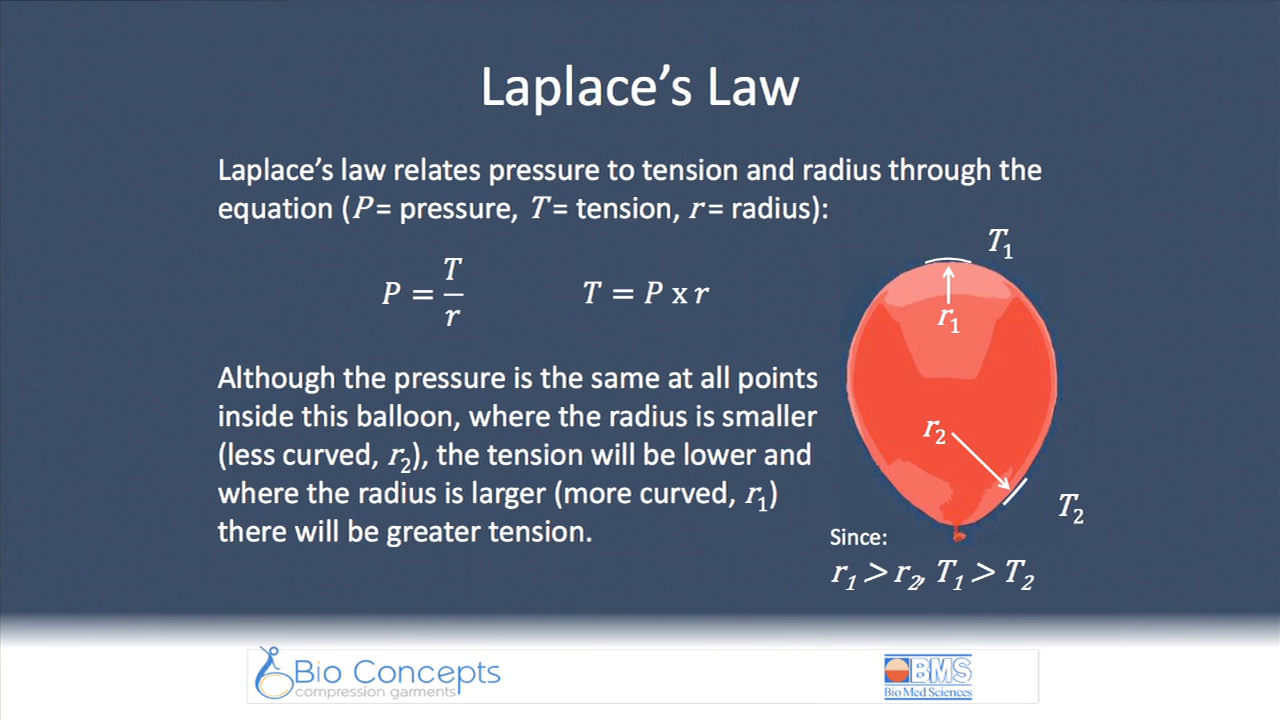 Laplace's Law
Laplace's law relates pressure to tension and radius through the
equation (P = pressure, T = tension, r = radius):
P = T/r
T = P x r
T₁
r₁
Although the pressure is the same at all points
inside this balloon, where the radius is smaller
(less curved, r₂), the tension will be lower and
where the radius is larger (more curved, r₁)
there will be greater tension.
r₂
T₂
Since:
r₁ > r₂, T₁ > T₂
Bio Concepts
compression garments
BMS
Bio Med Sciences